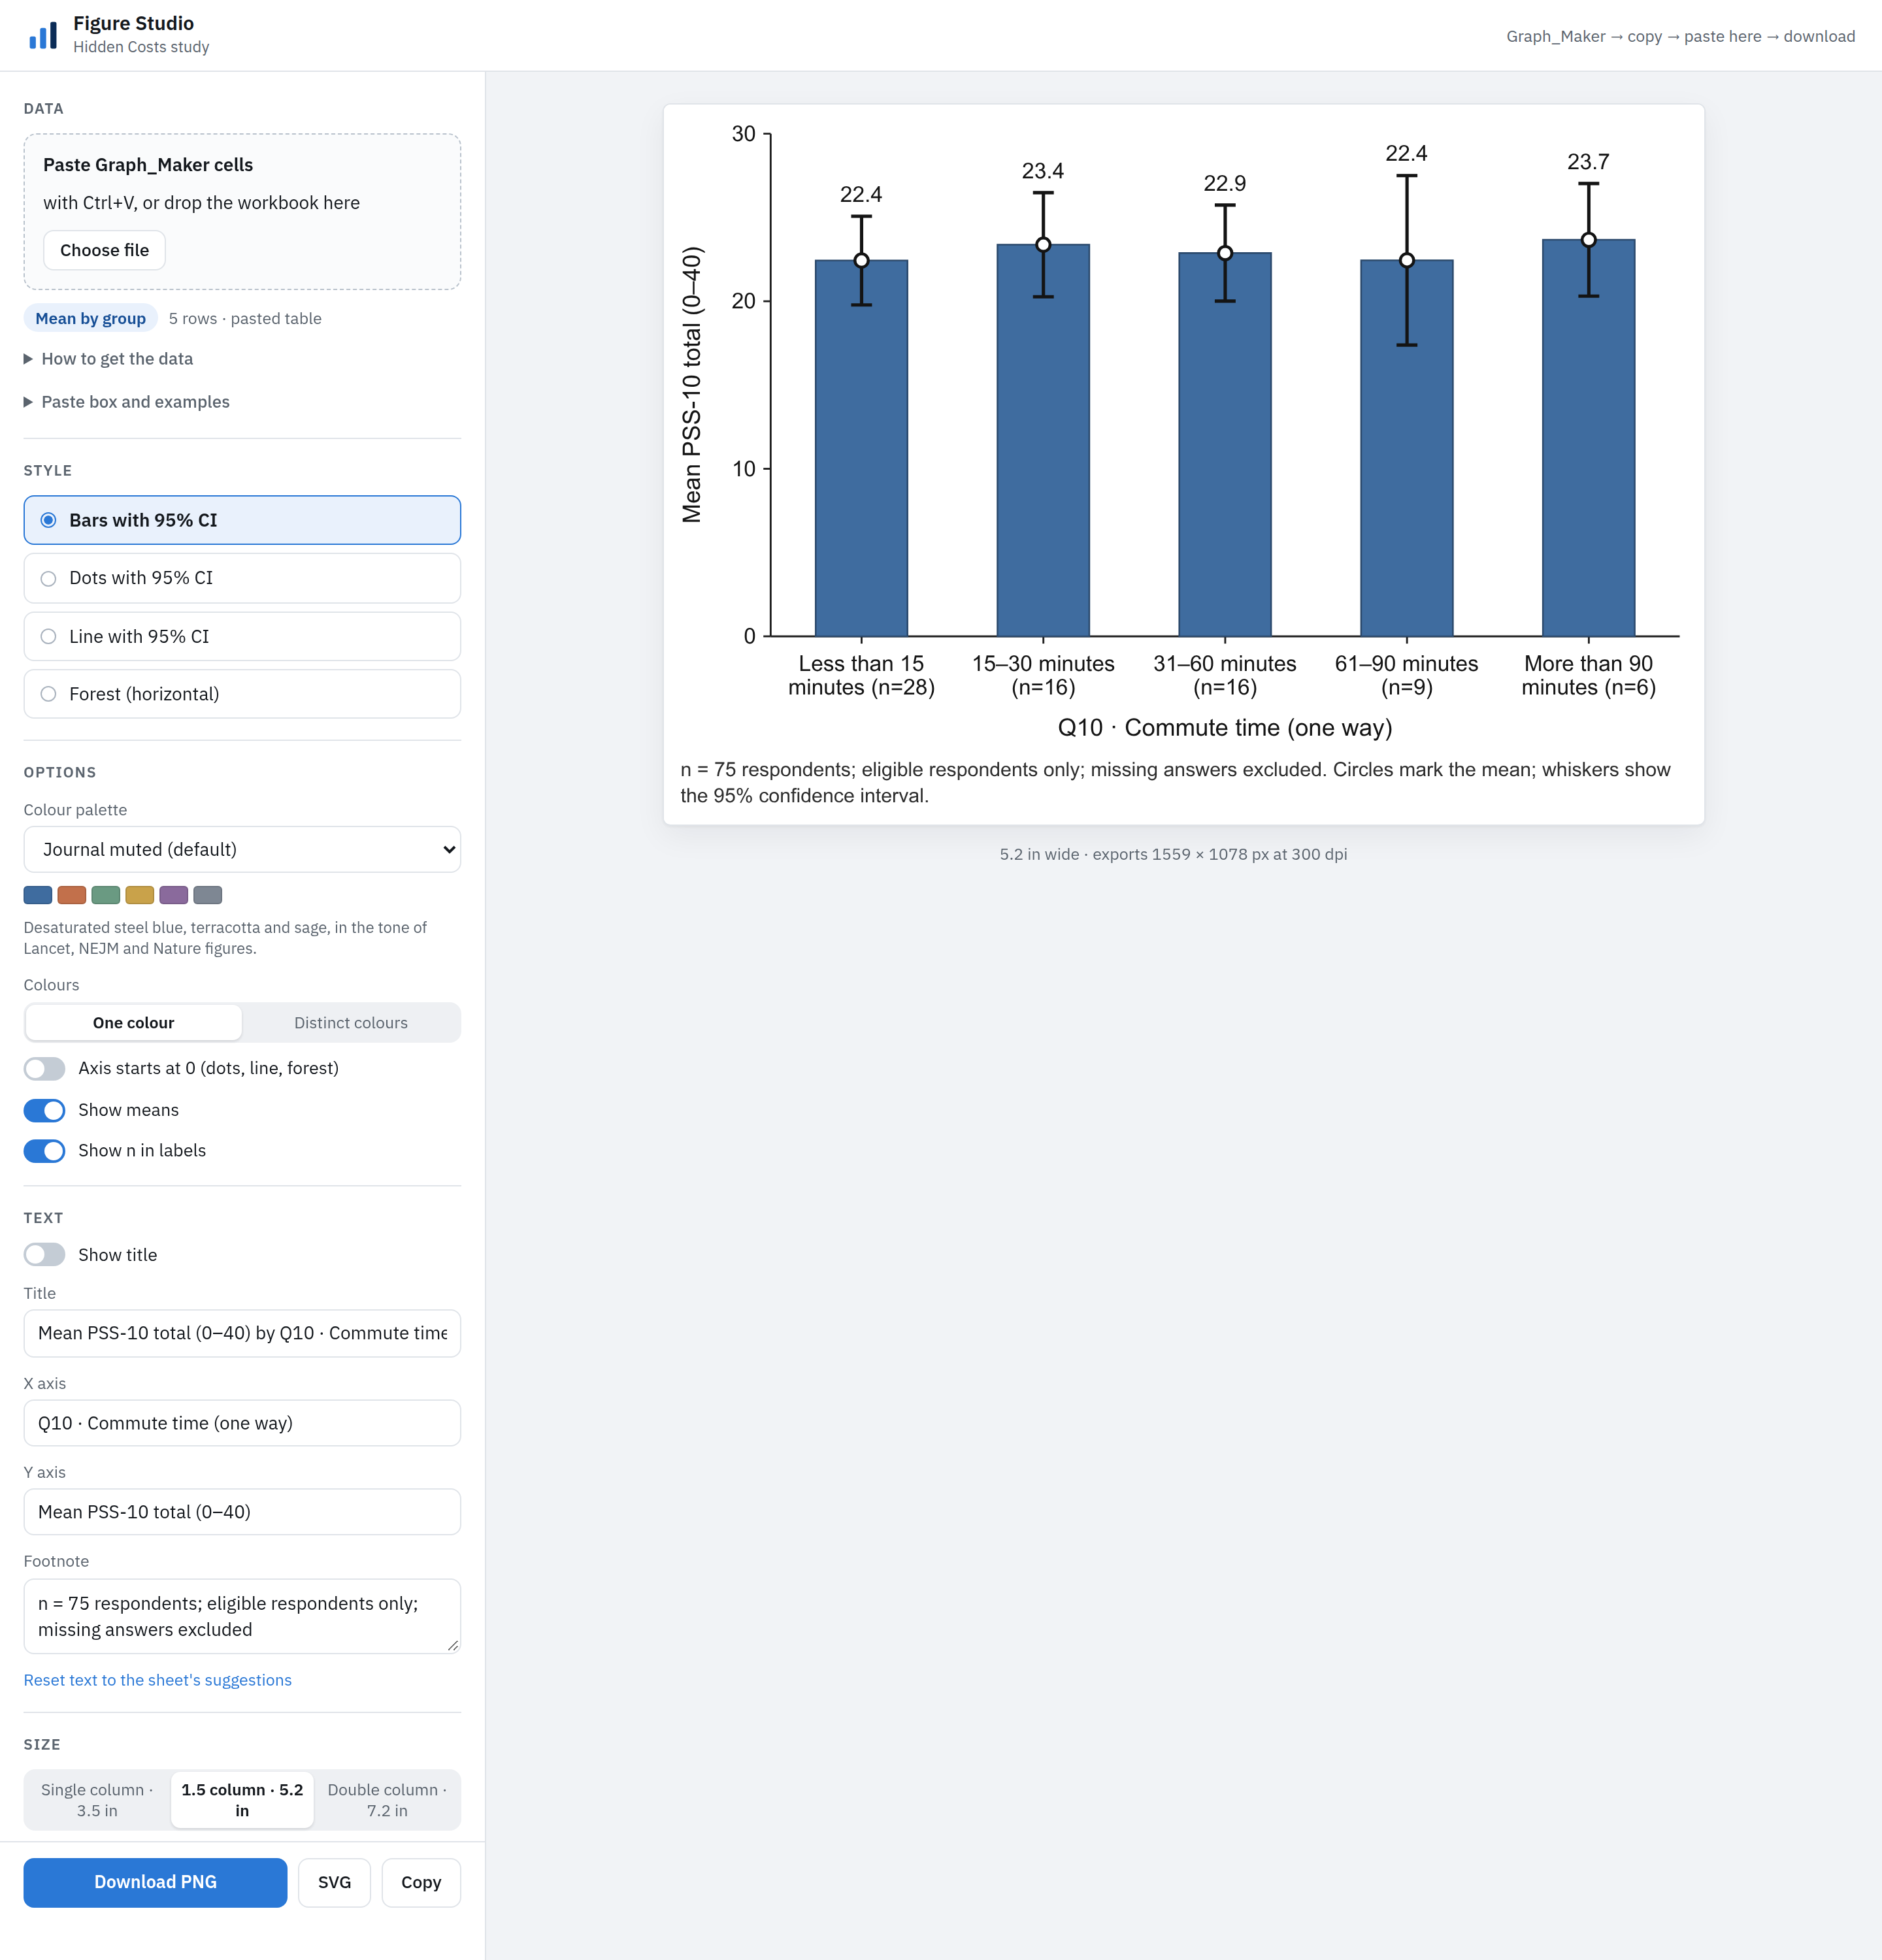 Figure Studio
Hidden Costs study
Graph_Maker → copy → paste here → download
DATA
Paste Graph_Maker cells
with Ctrl+V, or drop the workbook here
Choose file
Mean by group
5 rows · pasted table
How to get the data
Paste box and examples
STYLE
Bars with 95% CI
Dots with 95% CI
Line with 95% CI
Forest (horizontal)
OPTIONS
Colour palette
Journal muted (default)
Desaturated steel blue, terracotta and sage, in the tone of
Lancet, NEJM and Nature figures.
Colours
One colour
Distinct colours
Axis starts at 0 (dots, line, forest)
Show means
Show n in labels
TEXT
Show title
Title
Mean PSS-10 total (0–40) by Q10 · Commute time
X axis
Q10 · Commute time (one way)
Y axis
Mean PSS-10 total (0–40)
Footnote
n = 75 respondents; eligible respondents only;
missing answers excluded
Reset text to the sheet's suggestions
SIZE
Single column ·
3.5 in
1.5 column · 5.2
in
Double column ·
7.2 in
Download PNG
SVG
Copy
Mean PSS-10 total (0–40)
30
20
10
0
22.4
23.4
22.9
22.4
23.7
Less than 15
minutes (n=28)
15–30 minutes
(n=16)
31–60 minutes
(n=16)
61–90 minutes
(n=9)
More than 90
minutes (n=6)
Q10 · Commute time (one way)
n = 75 respondents; eligible respondents only; missing answers excluded. Circles mark the mean; whiskers show
the 95% confidence interval.
5.2 in wide · exports 1559 × 1078 px at 300 dpi